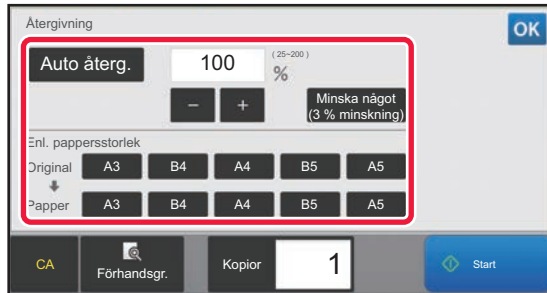 Återgivning
OK
Auto återg.
100
(25~200)
%
−
+
Minska något
(3 % minskning)
Enl. pappersstorlek
Original
A3
B4
A4
B5
A5
Papper
A3
B4
A4
B5
A5
CA
Förhandsgr.
Kopior
1
Start